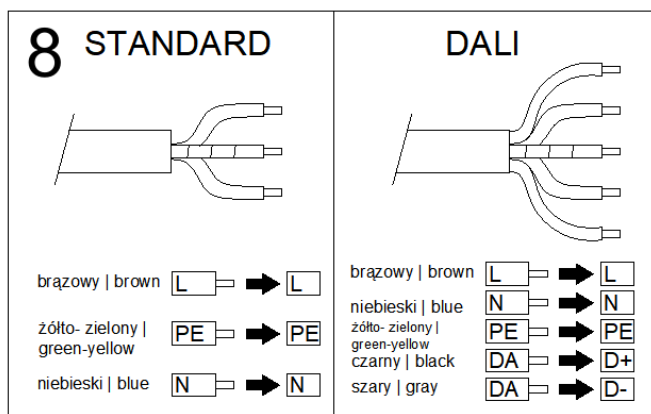 8 STANDARD
brązowy | brown L L
żółto- zielony |
green-yellow PE PE
niebieski | blue N N
DALI
brązowy | brown L L
niebieski | blue N N
żółto- zielony |
green-yellow PE PE
czarny | black DA D+
szary | gray DA D-